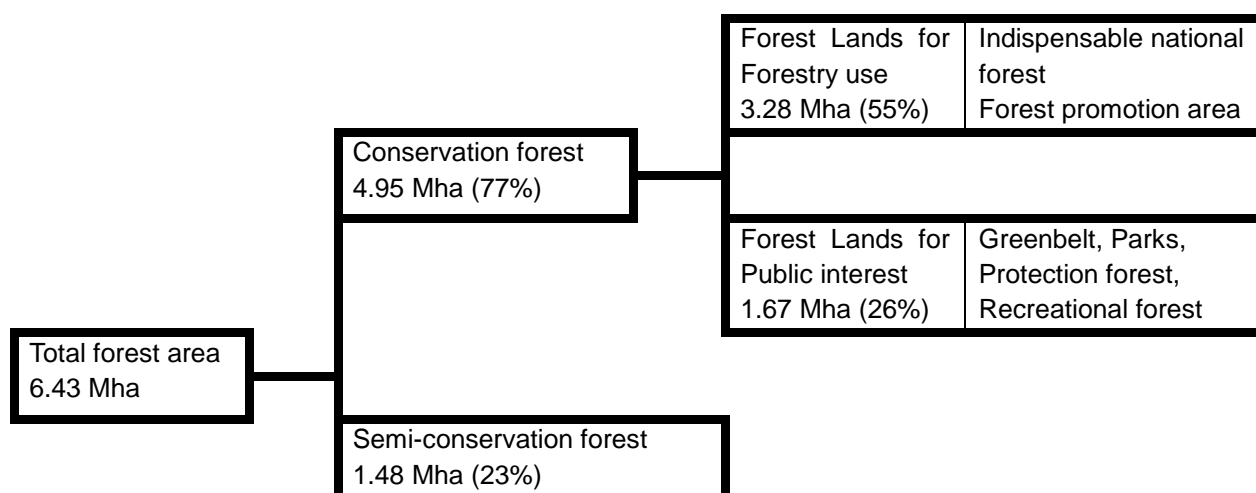 Forest Lands for
Forestry use
3.28 Mha (55%)
Indispensable national
forest
Forest promotion area
Conservation forest
4.95 Mha (77%)
Forest Lands for
Public interest
1.67 Mha (26%)
Greenbelt, Parks,
Protection forest,
Recreational forest
Total forest area
6.43 Mha
Semi-conservation forest
1.48 Mha (23%)